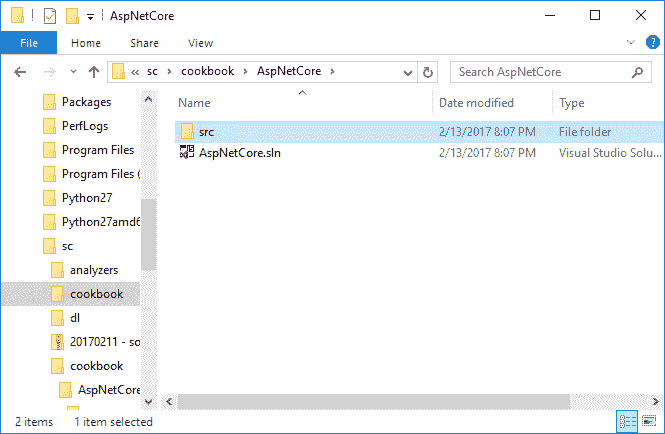 AspNetCore
File Home Share View
« sc › cookbook › AspNetCore › Search AspNetCore
Packages
PerfLogs
Program Files
Program Files (
Python27
Python27amd6
sc
analyzers
cookbook
dl
20170211 - so
cookbook
AspNetCore
Name Date modified Type
src 2/13/2017 8:07 PM File folder
AspNetCore.sln 2/13/2017 8:07 PM Visual Studio Solu...
2 items 1 item selected